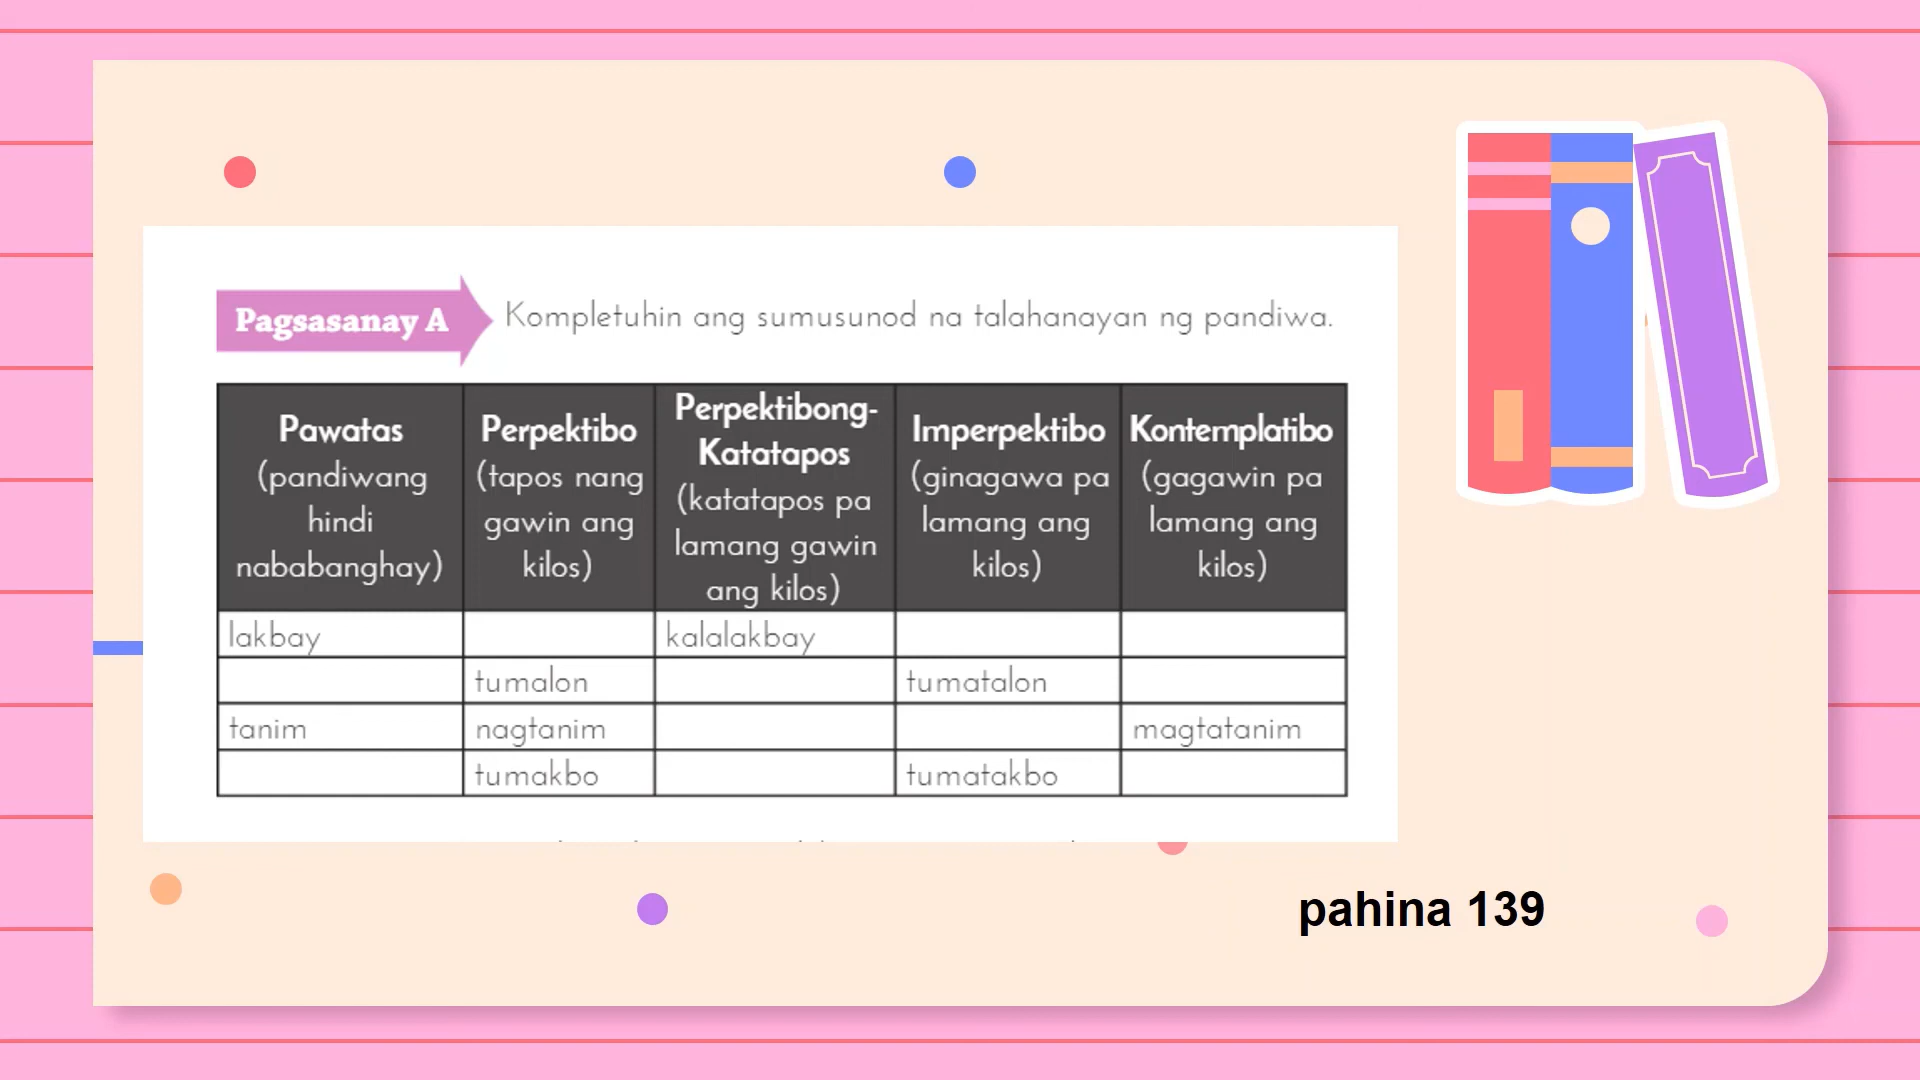 Pagsasanay A
Kompletuhin ang sumusunod na talahanayan ng pandiwa.
Pawatas
(pandiwang
hindi
nababanghay)
Perpektibo
(tapos nang
gawin ang
kilos)
Perpektibong-
Katatapos
(katatapos pa
lamang gawin
ang kilos)
Imperpektibo
(ginagawa pa
lamang ang
kilos)
Kontemplatibo
(gagawin pa
lamang ang
kilos)
lakbay kalalakbay
tumalon tumatalon
tanim nagtanim magtatanim
tumakbo tumatakbo
pahina 139